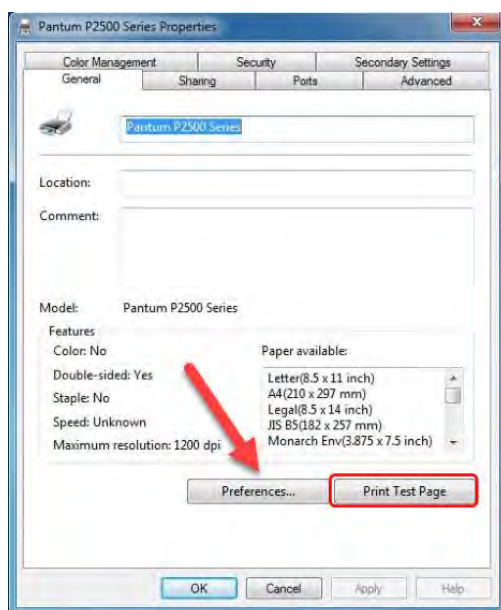 Pantum P2500 Series Properties
Color Management Security Secondary Settings
General Sharing Ports Advanced
Pantum P2500 Series
Location:
Comment:
Model: Pantum P2500 Series
Features
Color: No
Double-sided: Yes
Staple: No
Speed: Unknown
Maximum resolution: 1200 dpi
Paper available:
Letter(8.5 x 11 inch)
A4(210 x 297 mm)
Legal(8.5 x 14 inch)
JIS B5(182 x 257 mm)
Monarch Env(3.875 x 7.5 inch)
Preferences... Print Test Page
OK Cancel Apply Help